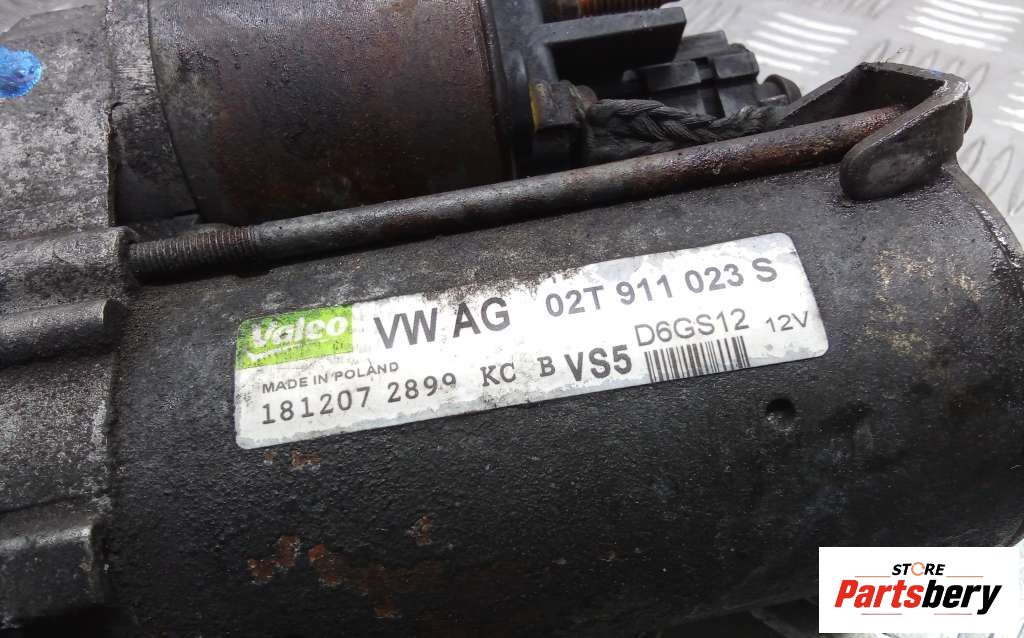 Valeo
VW AG 02T 911 023 S
D6GS12 12V
MADE IN POLAND
181207 2899 KC B VS5
STORE
Partsbery